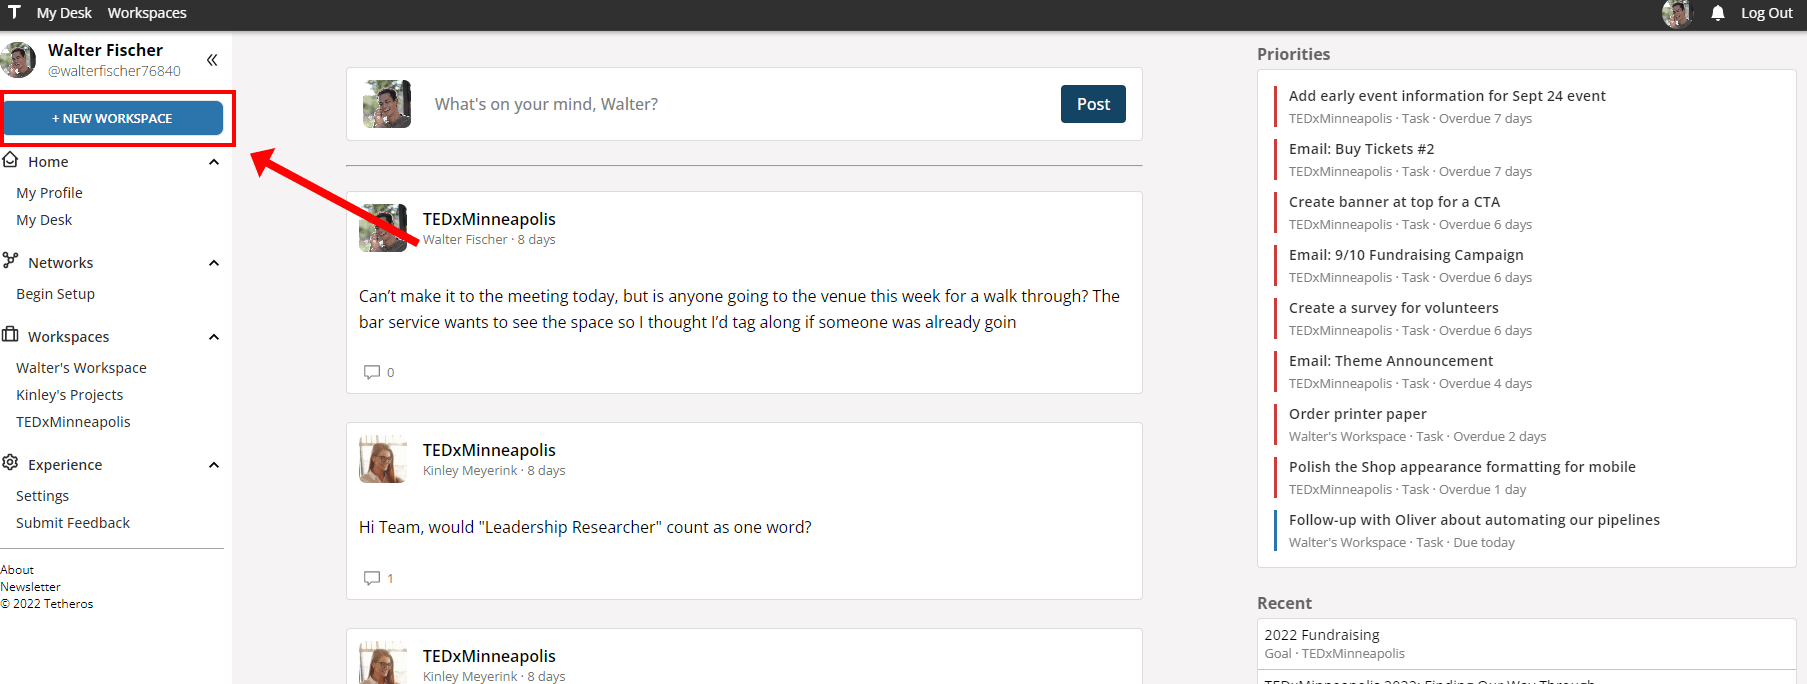 T My Desk Workspaces
Log Out
Walter Fischer
@walterfischer76840
+ NEW WORKSPACE
Home
My Profile
My Desk
Networks
Begin Setup
Workspaces
Walter's Workspace
Kinley's Projects
TEDxMinneapolis
Experience
Settings
Submit Feedback
About
Newsletter
© 2022 Tetheros
What's on your mind, Walter?
Post
TEDxMinneapolis
Walter Fischer · 8 days
Can’t make it to the meeting today, but is anyone going to the venue this week for a walk through? The
bar service wants to see the space so I thought I’d tag along if someone was already goin
0
TEDxMinneapolis
Kinley Meyerink · 8 days
Hi Team, would "Leadership Researcher" count as one word?
1
TEDxMinneapolis
Kinley Meyerink · 8 days
Priorities
Add early event information for Sept 24 event
TEDxMinneapolis · Task · Overdue 7 days
Email: Buy Tickets #2
TEDxMinneapolis · Task · Overdue 7 days
Create banner at top for a CTA
TEDxMinneapolis · Task · Overdue 6 days
Email: 9/10 Fundraising Campaign
TEDxMinneapolis · Task · Overdue 6 days
Create a survey for volunteers
TEDxMinneapolis · Task · Overdue 6 days
Email: Theme Announcement
TEDxMinneapolis · Task · Overdue 4 days
Order printer paper
Walter's Workspace · Task · Overdue 2 days
Polish the Shop appearance formatting for mobile
TEDxMinneapolis · Task · Overdue 1 day
Follow-up with Oliver about automating our pipelines
Walter's Workspace · Task · Due today
Recent
2022 Fundraising
Goal · TEDxMinneapolis
TEDxMinneapolis 2022: Finding Our Way Through